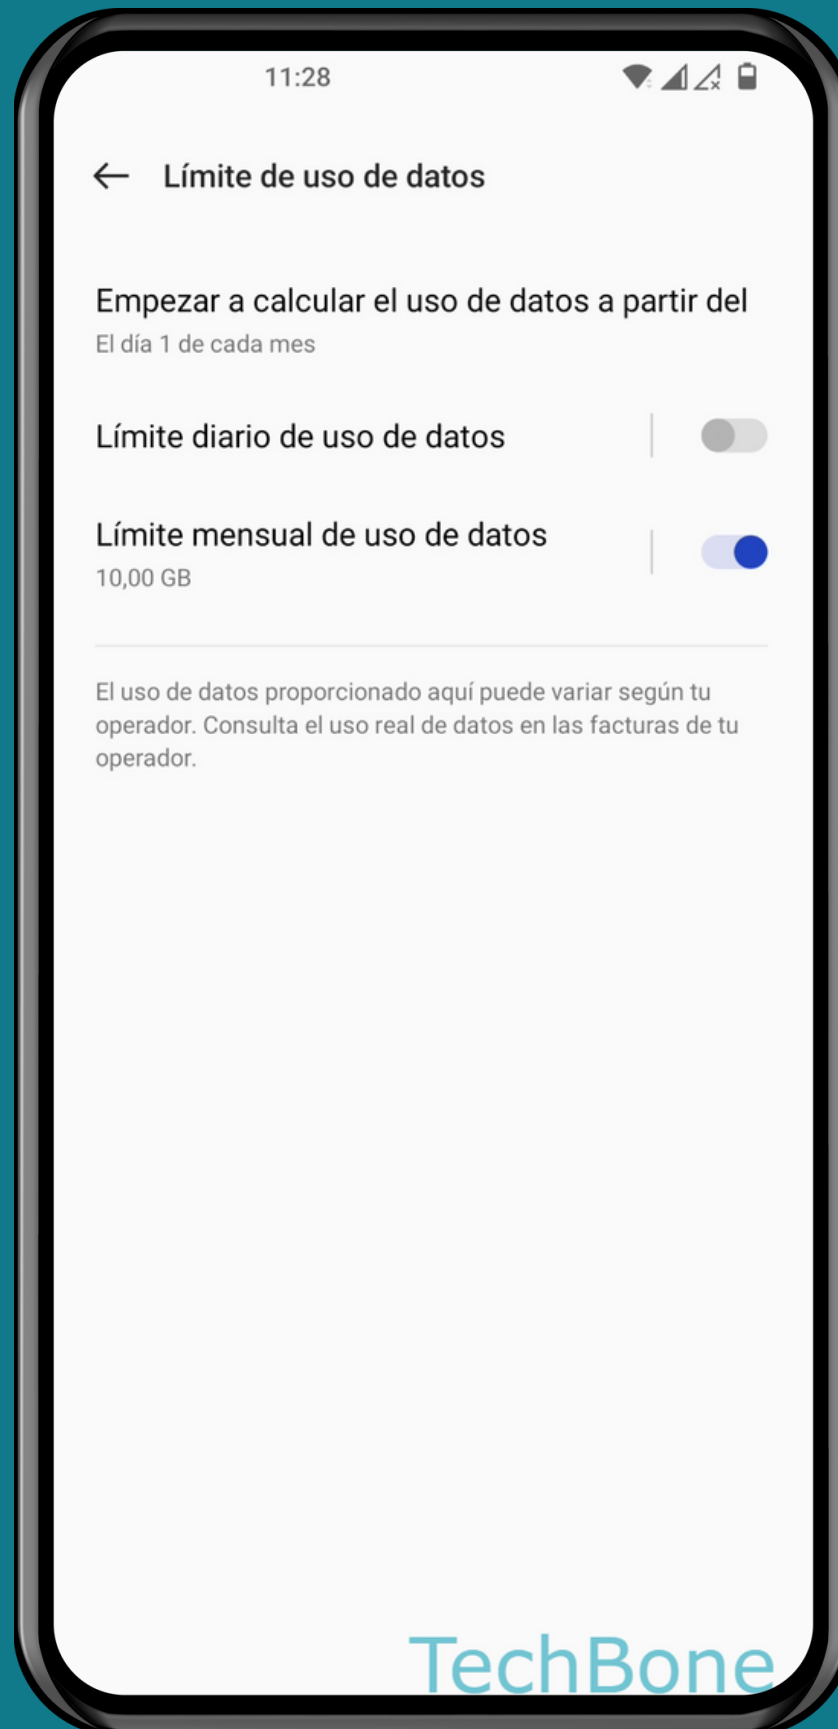 11:28
Límite de uso de datos
Empezar a calcular el uso de datos a partir del
El día 1 de cada mes
Límite diario de uso de datos
Límite mensual de uso de datos
10,00 GB
El uso de datos proporcionado aquí puede variar según tu
operador. Consulta el uso real de datos en las facturas de tu
operador.
TechBone